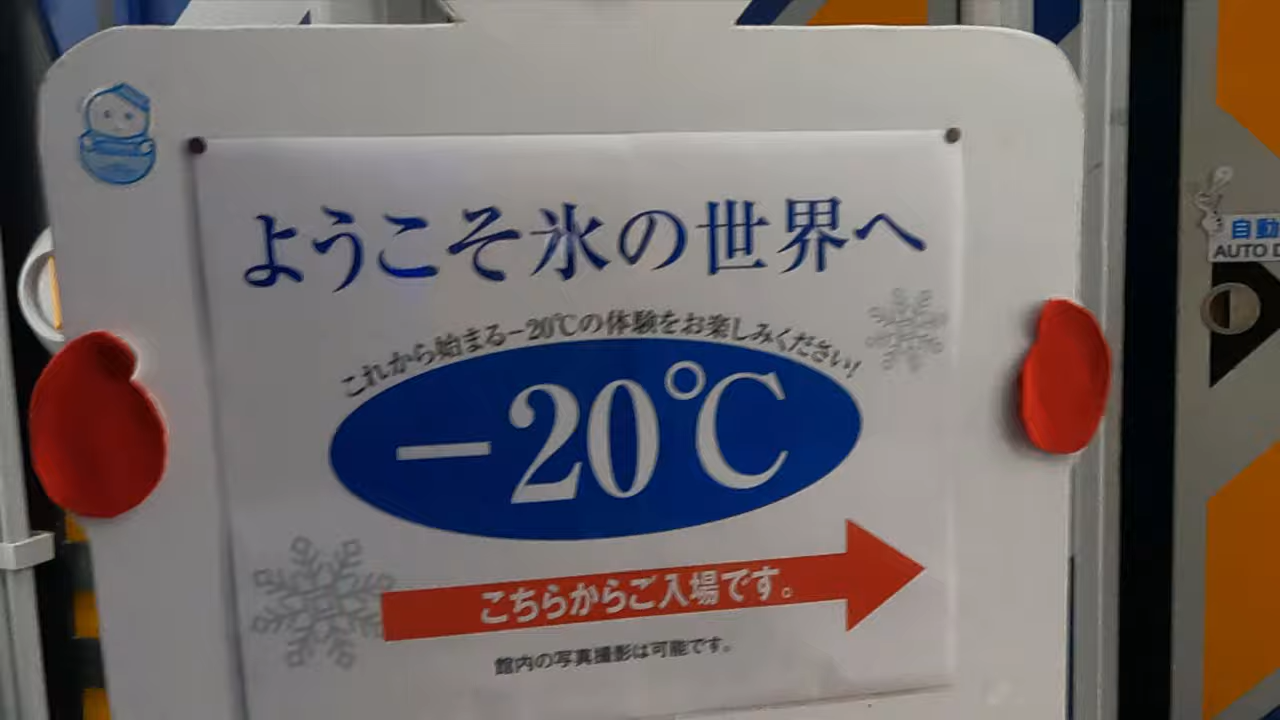 ようこそ氷の世界へ
これから始まる−20℃の体験をお楽しみください!
−20℃
こちらからご入場です。
館内の写真撮影は可能です。
自動
AUTO D